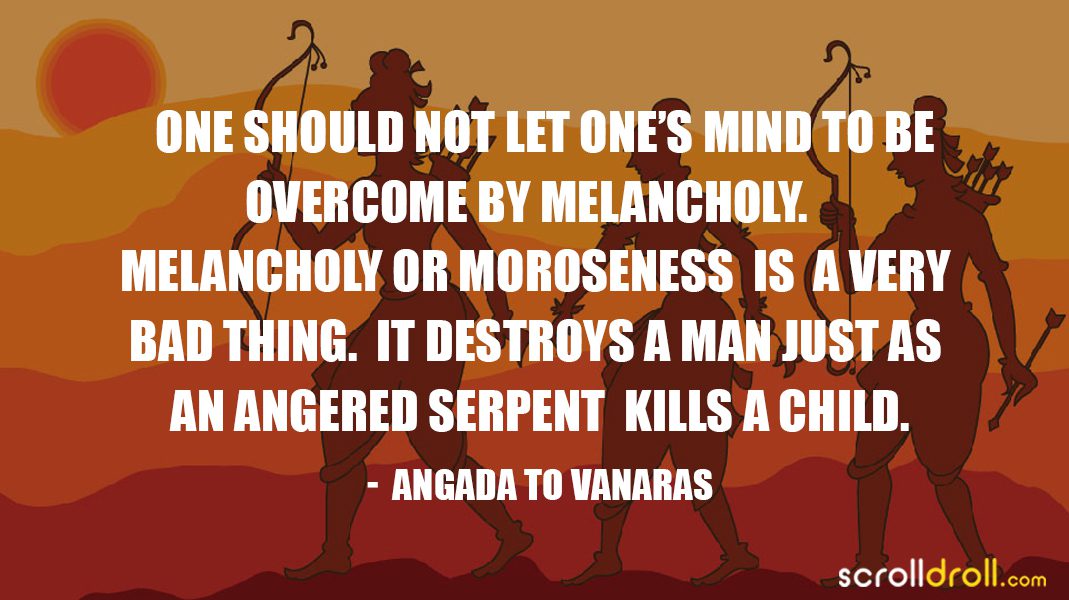 ONE SHOULD NOT LET ONE’S MIND TO BE
OVERCOME BY MELANCHOLY.
MELANCHOLY OR MOROSENESS IS A VERY
BAD THING. IT DESTROYS A MAN JUST AS
AN ANGERED SERPENT KILLS A CHILD.
- ANGADA TO VANARAS
scrolldroll.com